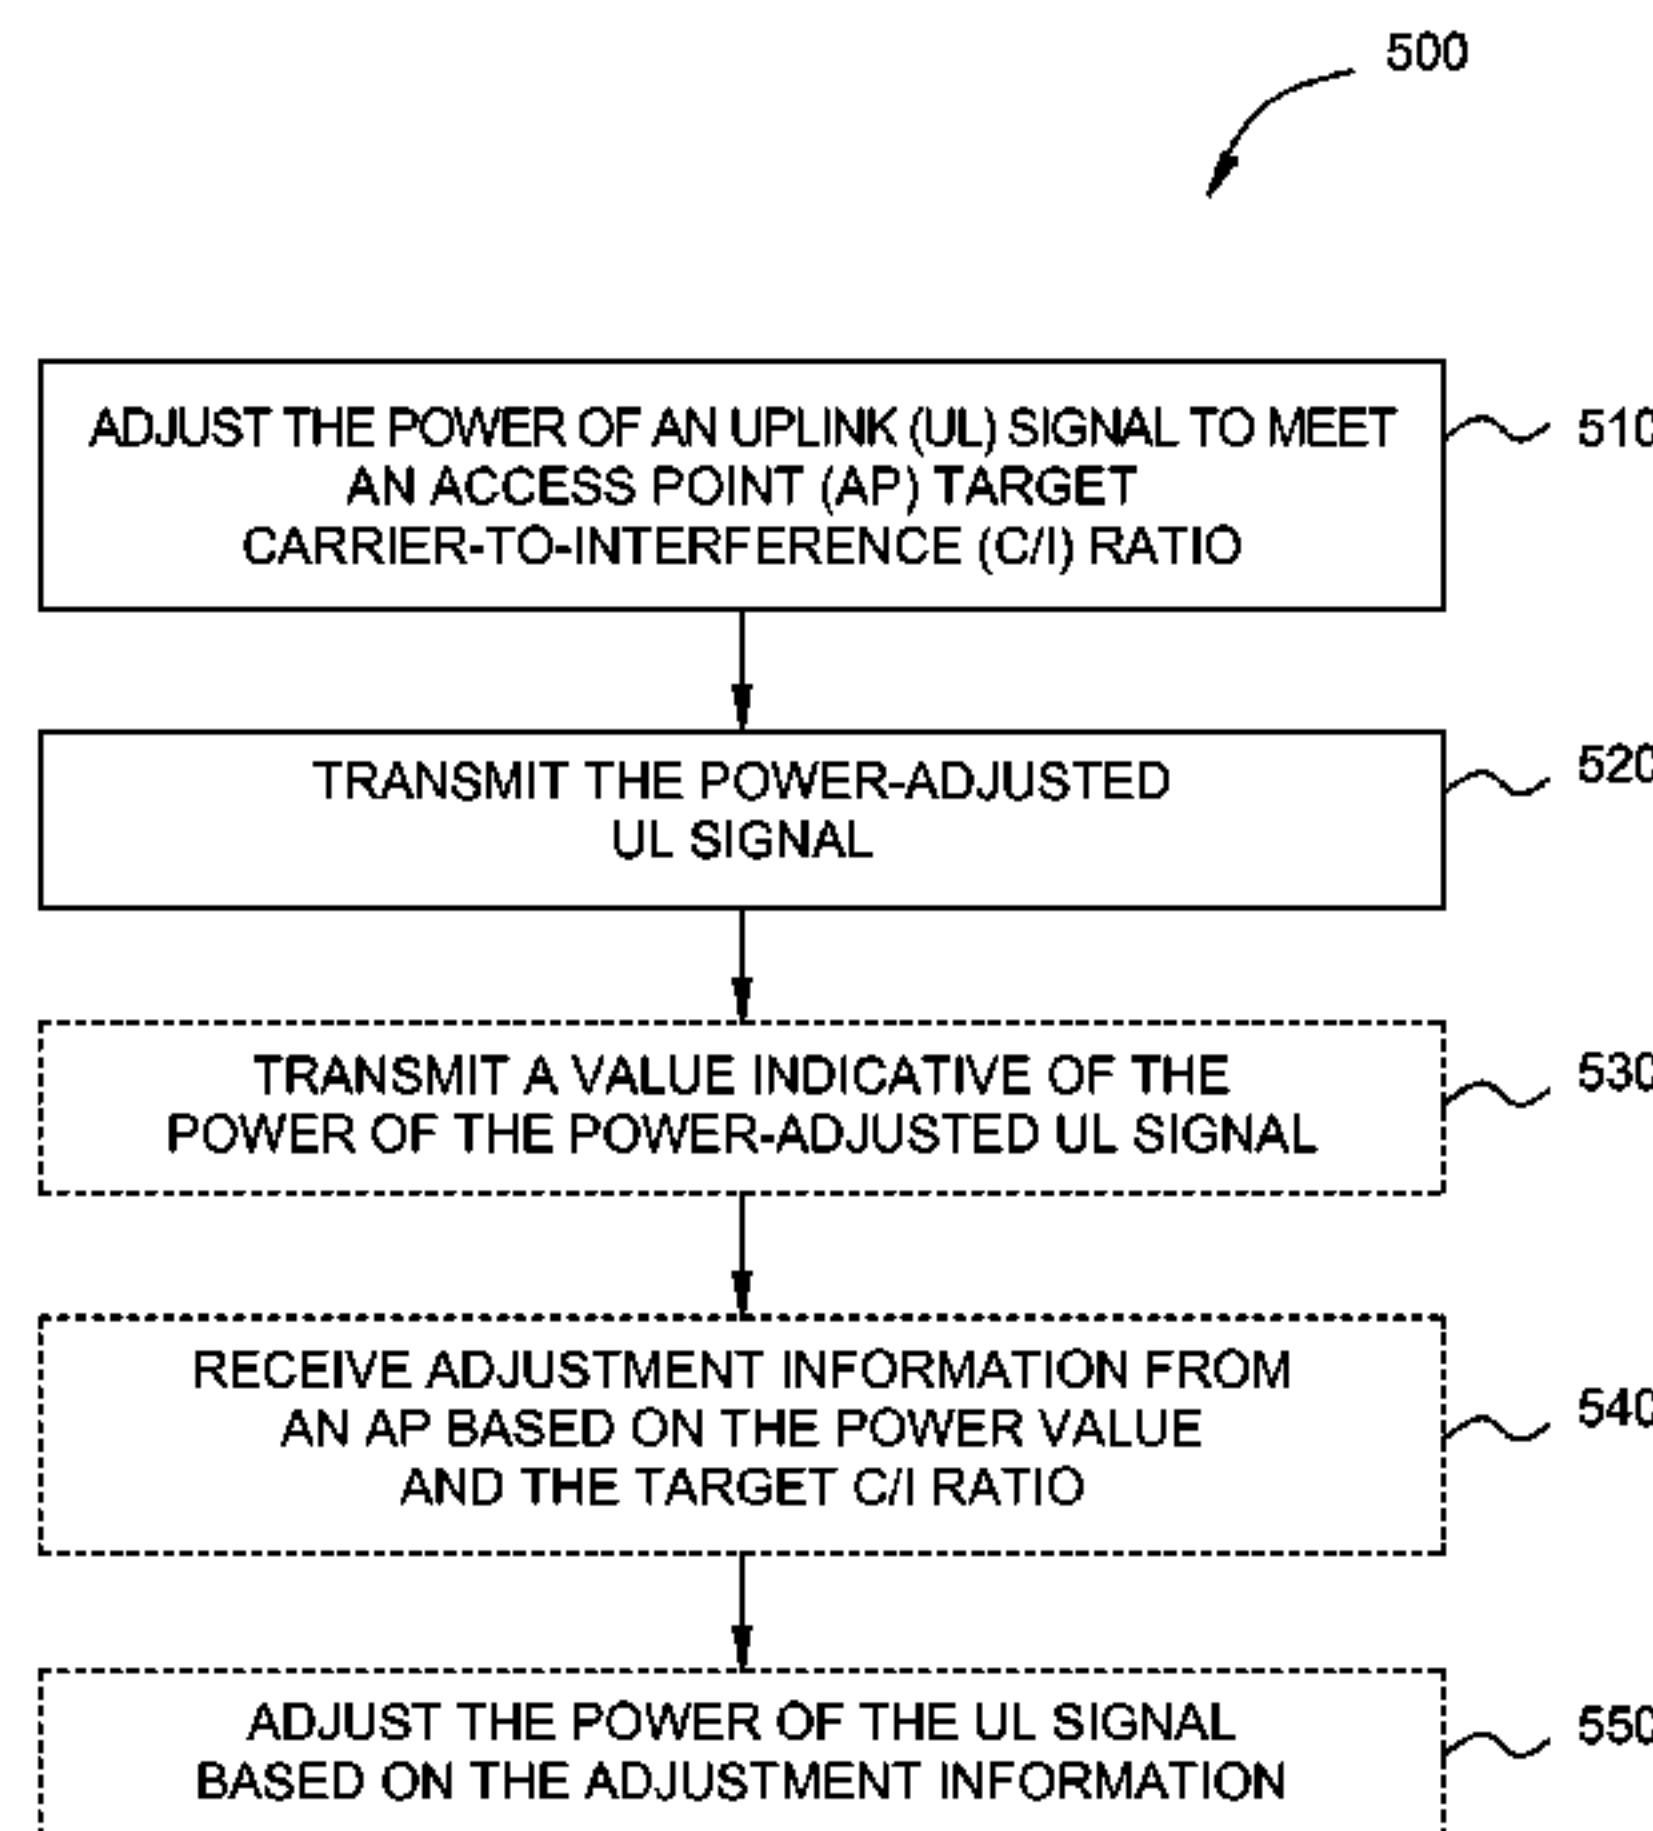 500
ADJUST THE POWER OF AN UPLINK (UL) SIGNAL TO MEET
AN ACCESS POINT (AP) TARGET
CARRIER-TO-INTERFERENCE (C/I) RATIO
510
TRANSMIT THE POWER-ADJUSTED
UL SIGNAL
520
TRANSMIT A VALUE INDICATIVE OF THE
POWER OF THE POWER-ADJUSTED UL SIGNAL
530
RECEIVE ADJUSTMENT INFORMATION FROM
AN AP BASED ON THE POWER VALUE
AND THE TARGET C/I RATIO
540
ADJUST THE POWER OF THE UL SIGNAL
BASED ON THE ADJUSTMENT INFORMATION
550